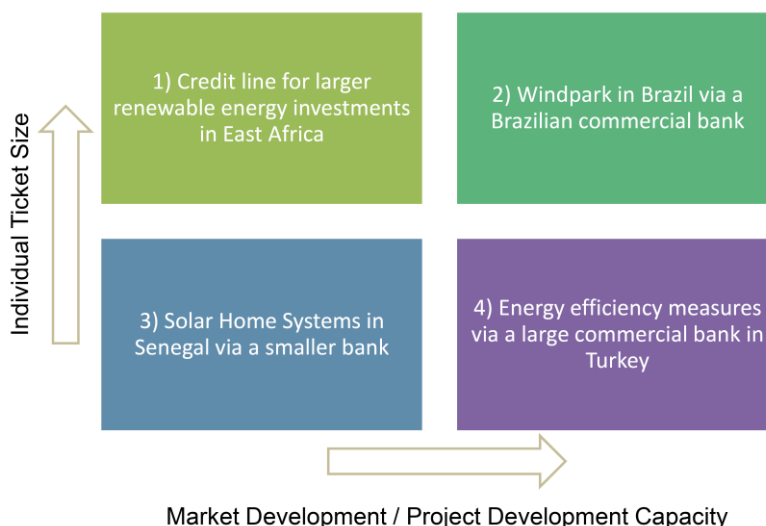 1) Credit line for larger
renewable energy investments
in East Africa
2) Windpark in Brazil via a
Brazilian commercial bank
Individual Ticket Size
3) Solar Home Systems in
Senegal via a smaller bank
4) Energy efficiency measures
via a large commercial bank in
Turkey
Market Development / Project Development Capacity